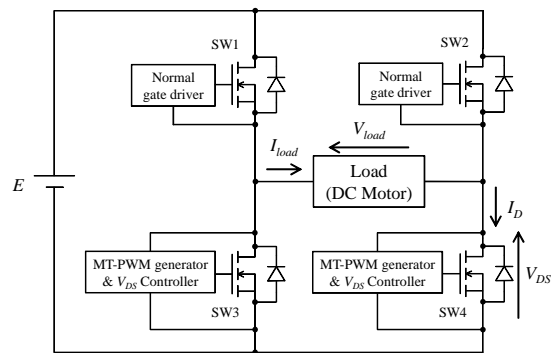 SW1
SW2
Normal
gate driver
Normal
gate driver
V_load
I_load
Load
(DC Motor)
E
I_D
MT-PWM generator
& V_DS Controller
MT-PWM generator
& V_DS Controller
V_DS
SW3
SW4